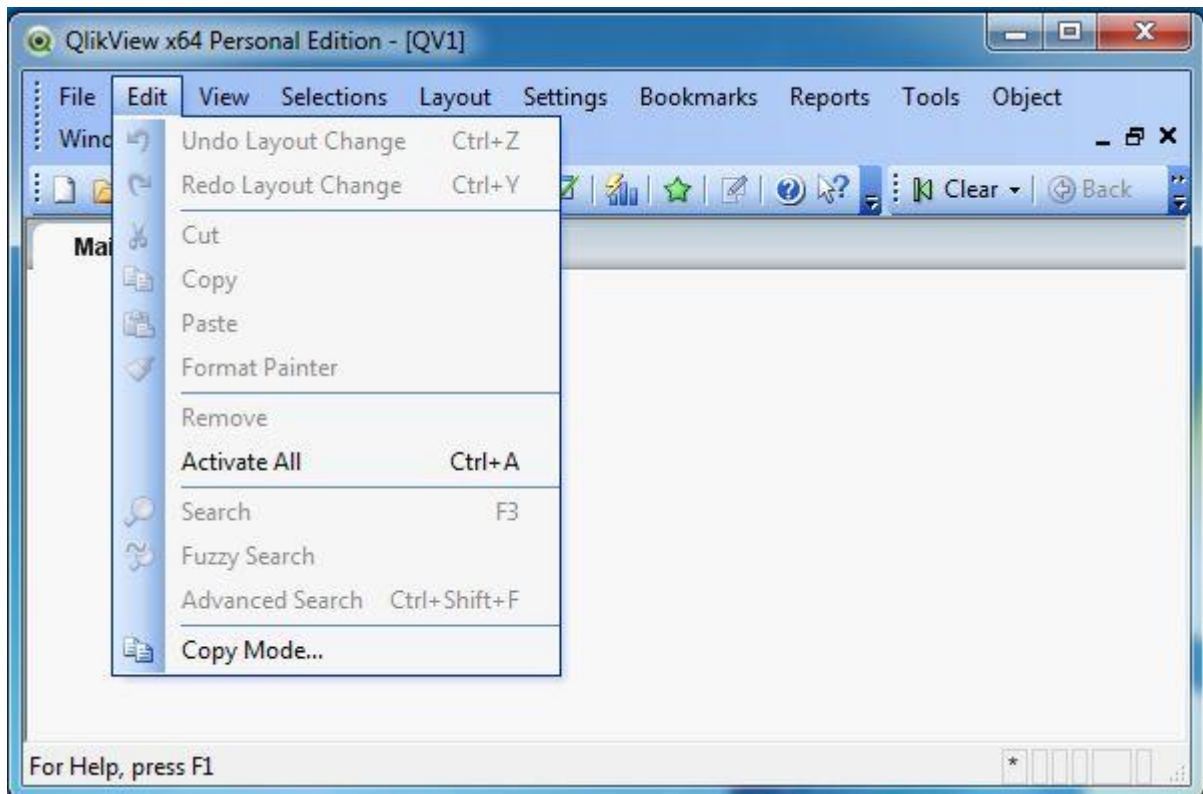 QlikView x64 Personal Edition - [QV1]
File Edit View Selections Layout Settings Bookmarks Reports Tools Object
Wind
Clear Back
Mai
Undo Layout Change Ctrl+Z
Redo Layout Change Ctrl+Y
Cut
Copy
Paste
Format Painter
Remove
Activate All Ctrl+A
Search F3
Fuzzy Search
Advanced Search Ctrl+Shift+F
Copy Mode...
For Help, press F1
*